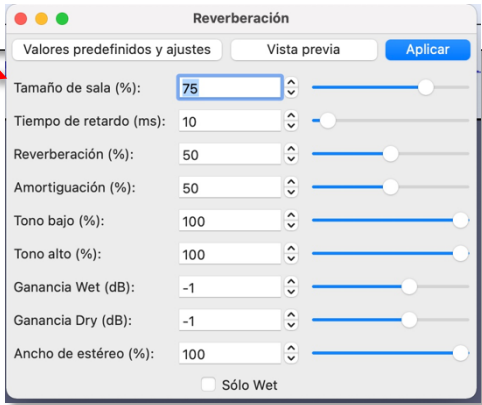 Reverberación
Valores predefinidos y ajustes Vista previa Aplicar
Tamaño de sala (%): 75
Tiempo de retardo (ms): 10
Reverberación (%): 50
Amortiguación (%): 50
Tono bajo (%): 100
Tono alto (%): 100
Ganancia Wet (dB): -1
Ganancia Dry (dB): -1
Ancho de estéreo (%): 100
Sólo Wet